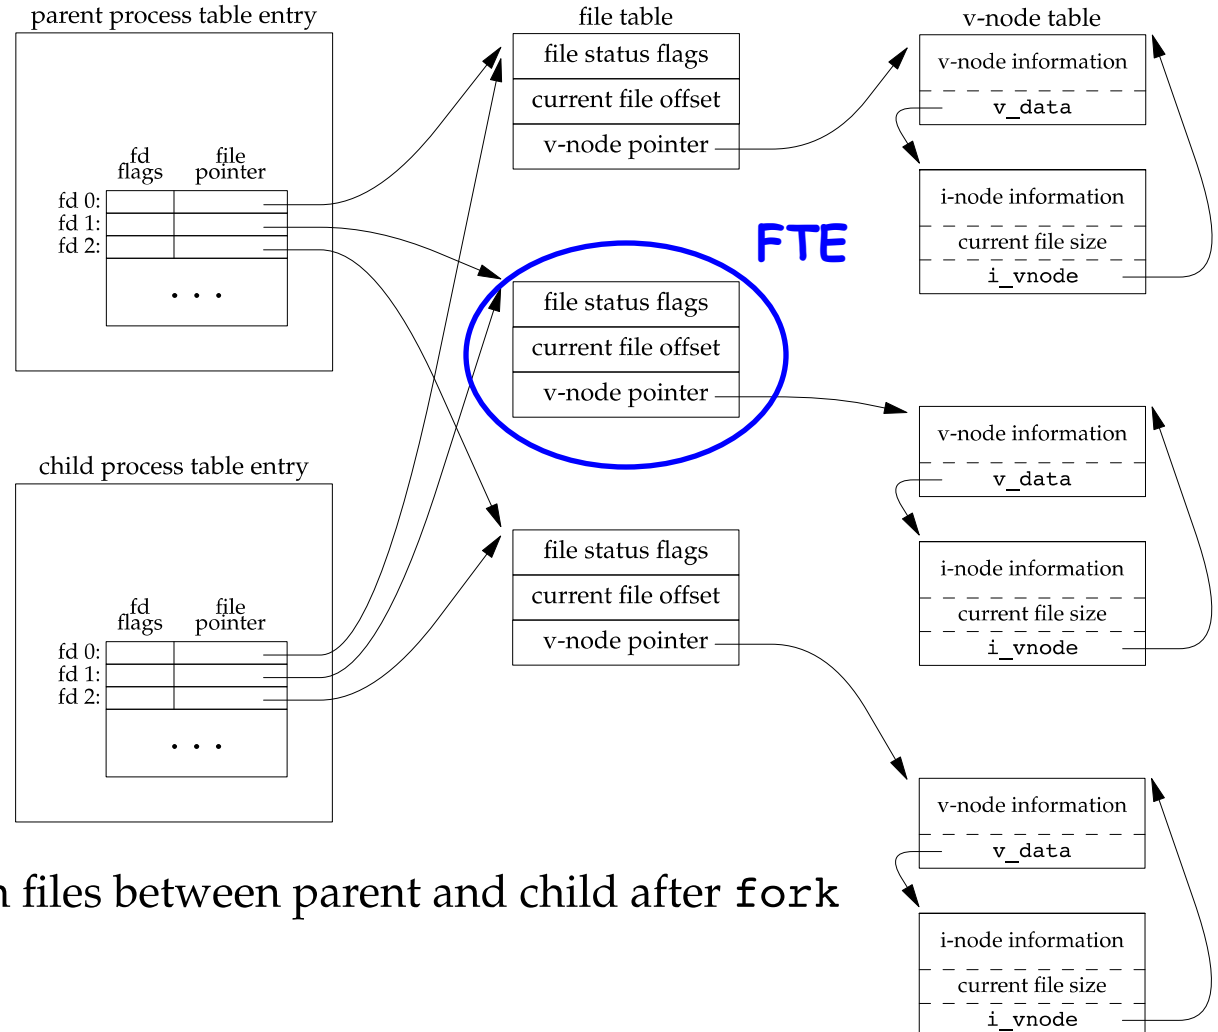 parent process table entry
fd flags
file pointer
fd 0:
fd 1:
fd 2:
. . .
child process table entry
fd flags
file pointer
fd 0:
fd 1:
fd 2:
. . .
file table
file status flags
current file offset
v-node pointer
FTE
file status flags
current file offset
v-node pointer
file status flags
current file offset
v-node pointer
v-node table
v-node information
v_data
i-node information
current file size
i_vnode
v-node information
v_data
i-node information
current file size
i_vnode
v-node information
v_data
i-node information
current file size
i_vnode
files between parent and child after fork